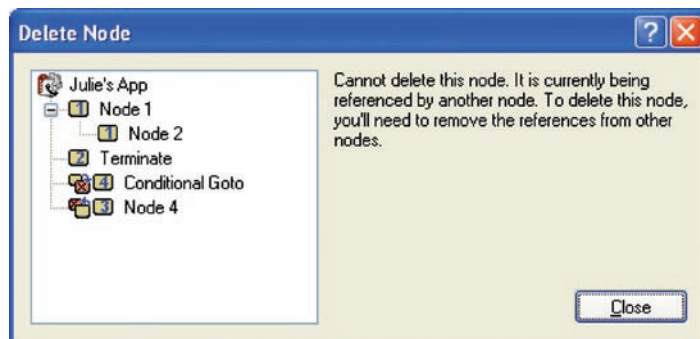 Delete Node
Julie's App
1 Node 1
1 Node 2
2 Terminate
4 Conditional Goto
3 Node 4
Cannot delete this node. It is currently being
referenced by another node. To delete this node,
you'll need to remove the references from other
nodes.
Close